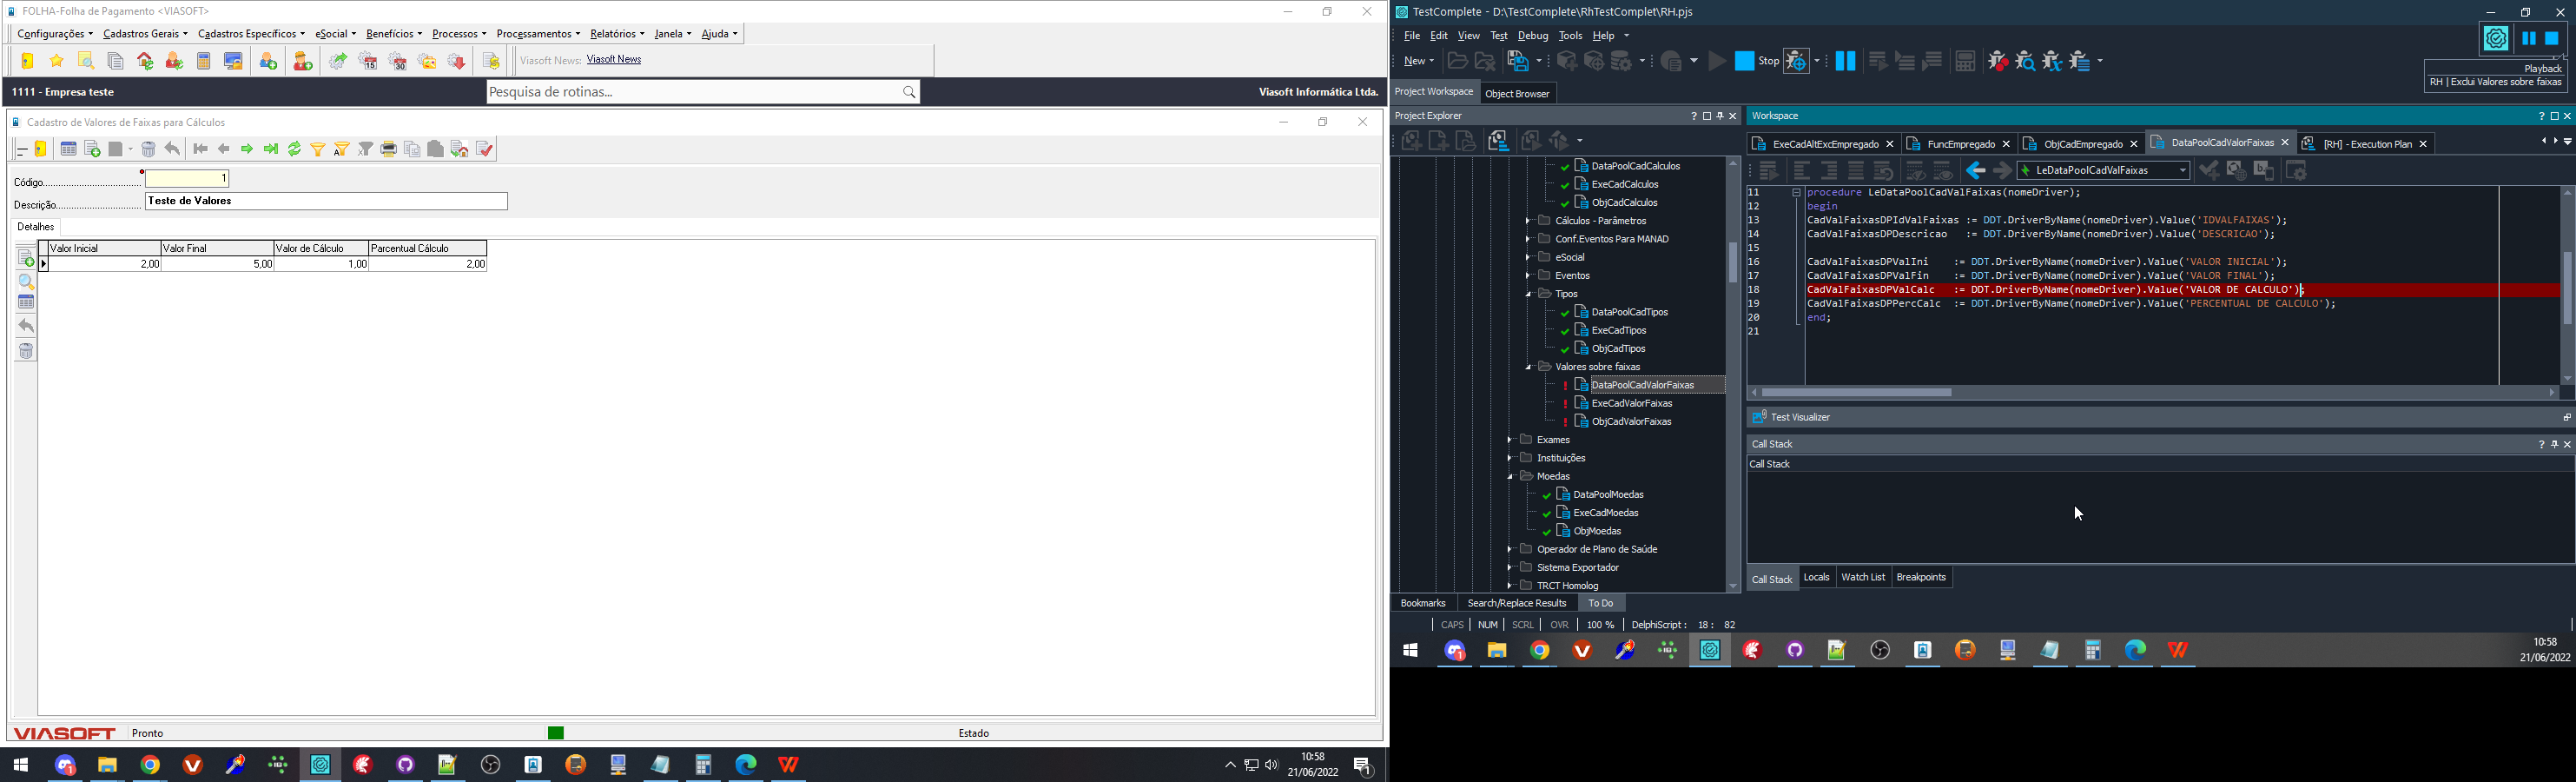 FOLHA-Folha de Pagamento <VIASOFT>
Configurações Cadastros Gerais Cadastros Específicos eSocial Benefícios Processos Processamentos Relatórios Janela Ajuda
Viasoft News: Viasoft News
1111 - Empresa teste
Pesquisa de rotinas...
Viasoft Informática Ltda.
Cadastro de Valores de Faixas para Cálculos
Código
1
Descrição
Teste de Valores
Detalhes
Valor Inicial Valor Final Valor de Cálculo Parcentual Cálculo
2,00 5,00 1,00 2,00
VIASOFT Pronto Estado
10:58
21/06/2022
TestComplete - D:\TestComplete\RhTestComplet\RH.pjs
File Edit View Test Debug Tools Help
New
Stop
Playback
RH | Exclui Valores sobre faixas
Project Workspace Object Browser
Project Explorer
DataPoolCadCalculos
ExeCadCalculos
ObjCadCalculos
Cálculos - Parâmetros
Conf.Eventos Para MANAD
eSocial
Eventos
Tipos
DataPoolCadTipos
ExeCadTipos
ObjCadTipos
Valores sobre faixas
DataPoolCadValorFaixas
ExeCadValorFaixas
ObjCadValorFaixas
Exames
Instituições
Moedas
DataPoolMoedas
ExeCadMoedas
ObjMoedas
Operador de Plano de Saúde
Sistema Exportador
TRCT Homolog
Workspace
ExeCadAltExcEmpregado FuncEmpregado ObjCadEmpregado DataPoolCadValorFaixas [RH] - Execution Plan
LeDataPoolCadValFaixas
11 procedure LeDataPoolCadValFaixas(nomeDriver);
12 begin
13 CadValFaixasDPIdValFaixas := DDT.DriverByName(nomeDriver).Value('IDVALFAIXAS');
14 CadValFaixasDPDescricao := DDT.DriverByName(nomeDriver).Value('DESCRICAO');
15
16 CadValFaixasDPValIni := DDT.DriverByName(nomeDriver).Value('VALOR INICIAL');
17 CadValFaixasDPValFin := DDT.DriverByName(nomeDriver).Value('VALOR FINAL');
18 CadValFaixasDPValCalc := DDT.DriverByName(nomeDriver).Value('VALOR DE CALCULO');
19 CadValFaixasDPPercCalc := DDT.DriverByName(nomeDriver).Value('PERCENTUAL DE CALCULO');
20 end;
21
Test Visualizer
Call Stack
Call Stack
Call Stack Locals Watch List Breakpoints
Bookmarks Search/Replace Results To Do
CAPS NUM SCRL OVR 100 % DelphiScript: 18: 82
10:58
21/06/2022